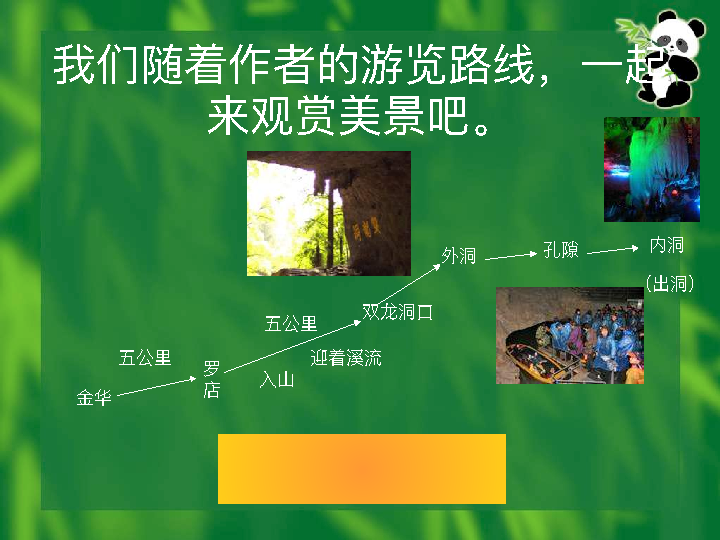 我们随着作者的游览路线，一起
来观赏美景吧。
外洞
孔隙
内洞
（出洞）
双龙洞口
五公里
迎着溪流
五公里
罗
店
入山
金华